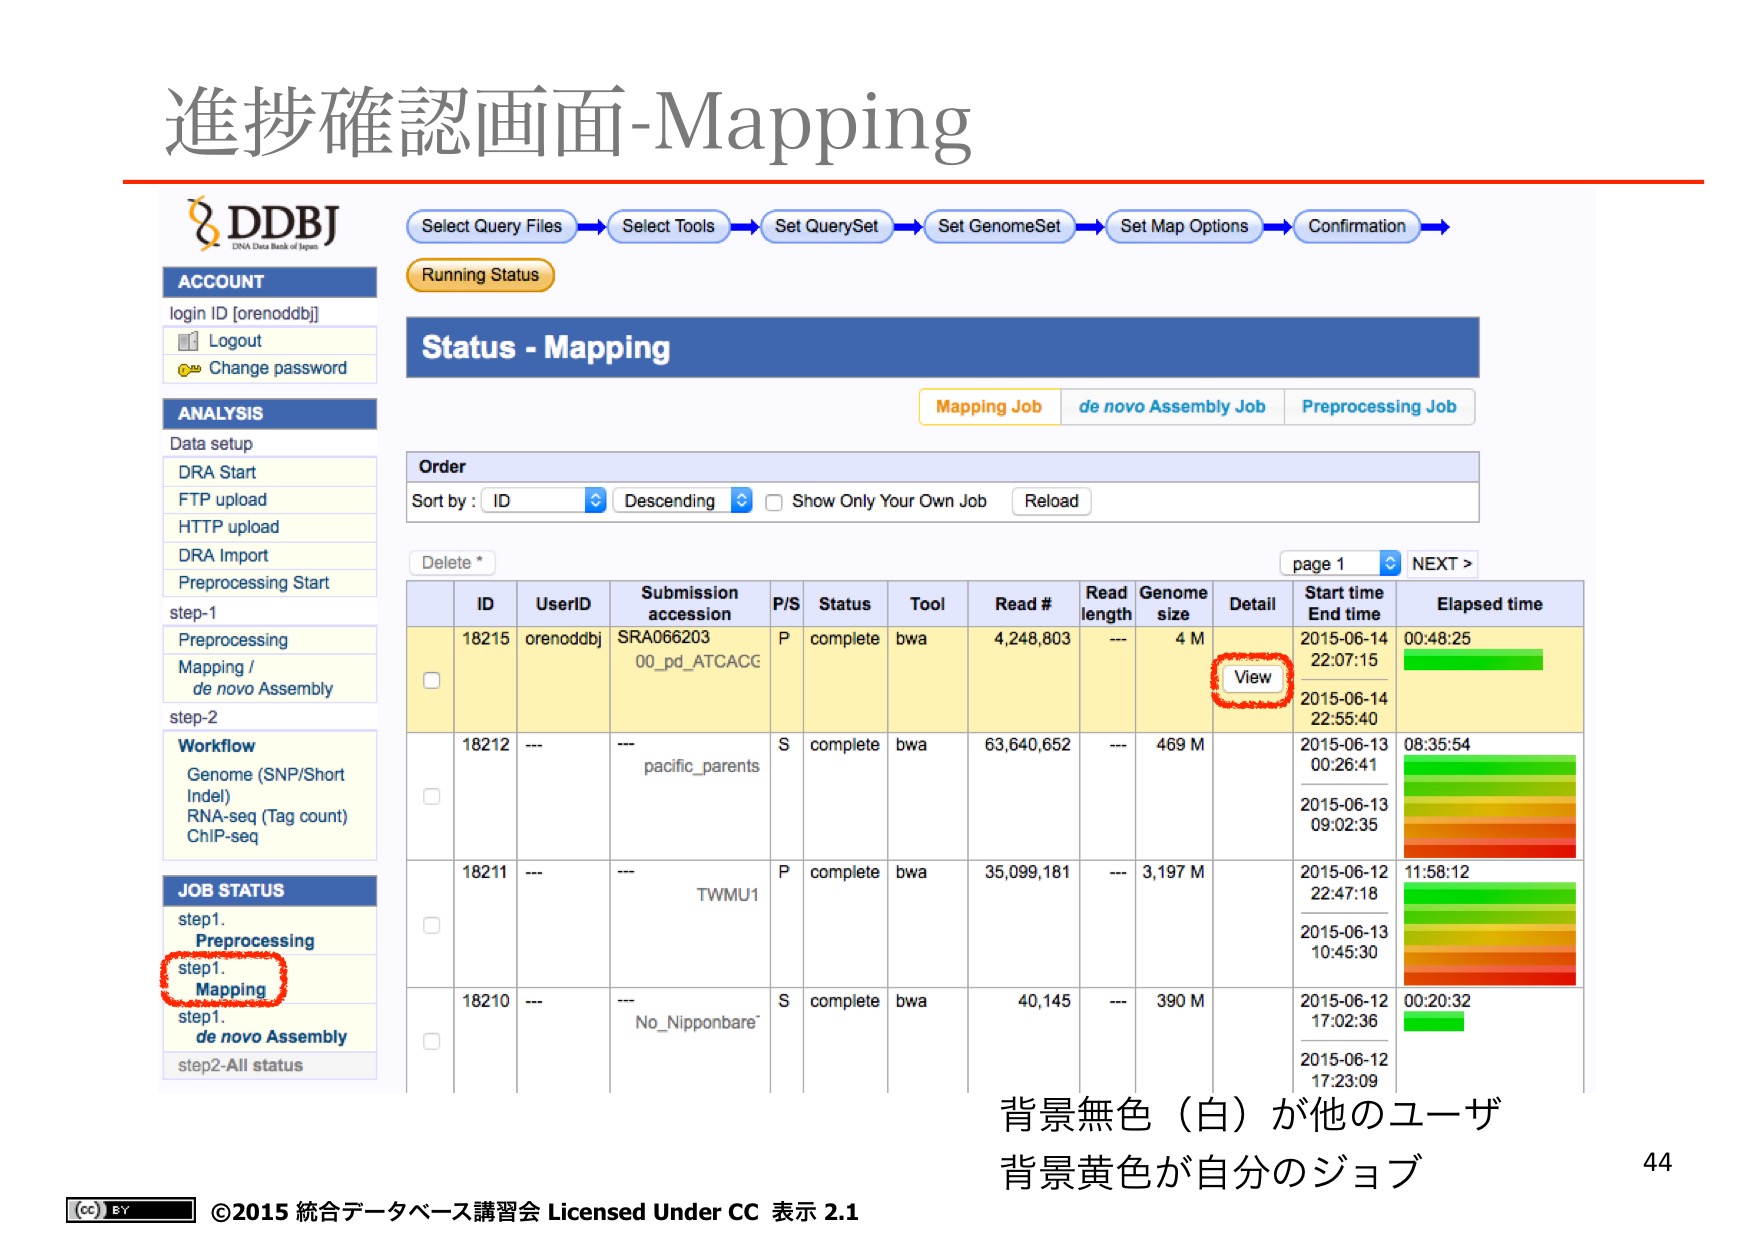 進捗確認画面-Mapping
DDBJ
DNA Data Bank of Japan
Select Query Files
Select Tools
Set QuerySet
Set GenomeSet
Set Map Options
Confirmation
Running Status
ACCOUNT
login ID [orenoddbj]
Logout
Change password
ANALYSIS
Data setup
DRA Start
FTP upload
HTTP upload
DRA Import
Preprocessing Start
step-1
Preprocessing
Mapping /
de novo Assembly
step-2
Workflow
Genome (SNP/Short
Indel)
RNA-seq (Tag count)
ChIP-seq
JOB STATUS
step1.
Preprocessing
step1.
Mapping
step1.
de novo Assembly
step2-All status
Status - Mapping
Mapping Job de novo Assembly Job Preprocessing Job
Order
Sort by : ID Descending Show Only Your Own Job Reload
Delete * page 1 NEXT >
ID UserID Submission accession P/S Status Tool Read # Read length Genome size Detail Start time End time Elapsed time
18215 orenoddbj SRA066203 P complete bwa 4,248,803 --- 4 M 2015-06-14 00:48:25
00_pd_ATCACG 22:07:15
View
2015-06-14
22:55:40
18212 --- --- S complete bwa 63,640,652 --- 469 M 2015-06-13 08:35:54
pacific_parents 00:26:41
2015-06-13
09:02:35
18211 --- --- P complete bwa 35,099,181 --- 3,197 M 2015-06-12 11:58:12
TWMU1 22:47:18
2015-06-13
10:45:30
18210 --- --- S complete bwa 40,145 --- 390 M 2015-06-12 00:20:32
No_Nipponbare 17:02:36
2015-06-12
17:23:09
背景無色（白）が他のユーザ
背景黄色が自分のジョブ
44
(cc) BY
©2015 統合データベース講習会 Licensed Under CC 表示 2.1